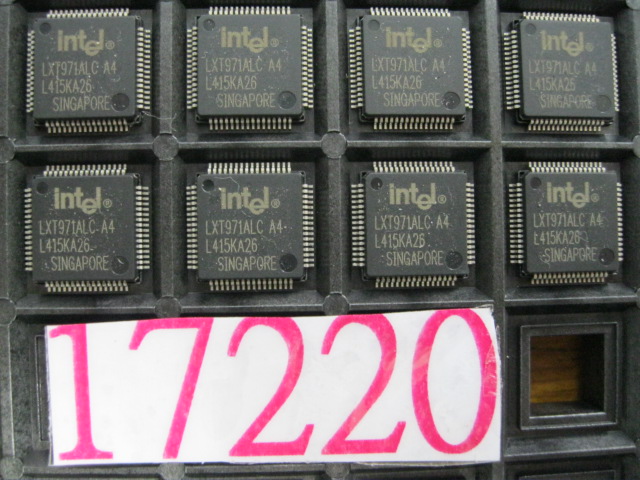 intel® intel® intel® intel®
LXT971ALC A4 LXT971ALC A4 LXT971ALC A4 LXT971ALC A4
L415KA26 L415KA26 L415KA26 L415KA26
SINGAPORE SINGAPORE SINGAPORE SINGAPORE
intel® intel® intel® intel®
LXT971ALC A4 LXT971ALC A4 LXT971ALC A4 LXT971ALC A4
L415KA26 L415KA26 L415KA26 L415KA26
SINGAPORE SINGAPORE SINGAPORE SINGAPORE
17220